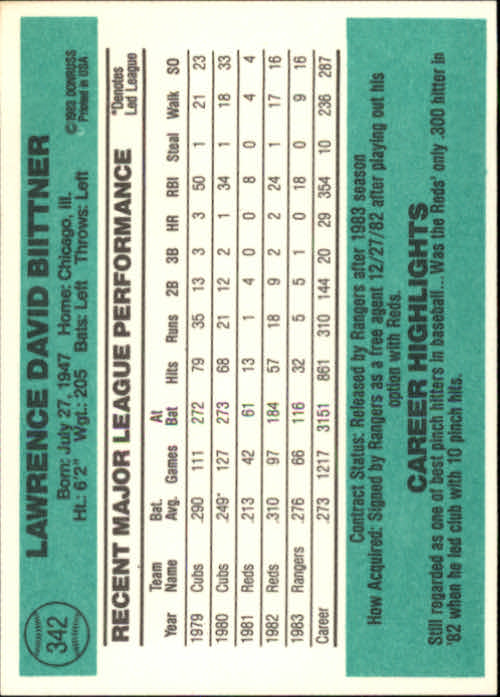 342
LAWRENCE DAVID BIITTNER
Born: July 27, 1947 Home: Chicago, Ill.
Ht.: 6'2" Wgt.: 205 Bats: Left Throws: Left
© 1983 DONRUSS
Printed in USA
RECENT MAJOR LEAGUE PERFORMANCE
*Denotes
Led League
Year Team Name Bat. Avg. Games At Bat Hits Runs 2B 3B HR RBI Steal Walk SO
1979 Cubs .290 111 272 79 35 13 3 3 50 1 21 23
1980 Cubs .249* 127 273 68 21 12 2 1 34 1 18 33
1981 Reds .213 42 61 13 1 4 0 0 8 0 4 4
1982 Reds .310 97 184 57 18 9 2 2 24 1 17 16
1983 Rangers .276 66 116 32 5 5 1 0 18 0 9 16
Career .273 1217 3151 861 310 144 20 29 354 10 236 287
Contract Status: Released by Rangers after 1983 season
How Acquired: Signed by Rangers as a free agent 12/27/82 after playing out his
option with Reds.
CAREER HIGHLIGHTS
Still regarded as one of best pinch hitters in baseball... Was the Reds' only .300 hitter in
'82 when he led club with 10 pinch hits.